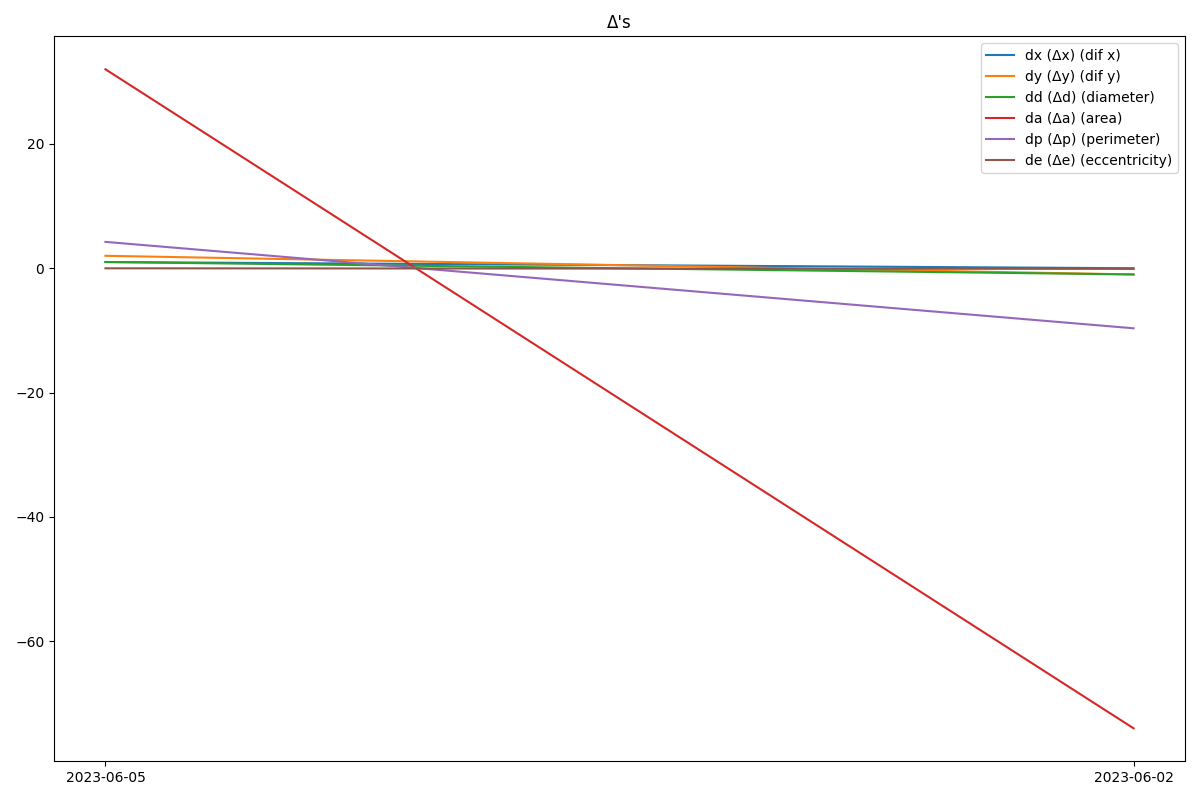 Δ's
dx (Δx) (dif x)
dy (Δy) (dif y)
dd (Δd) (diameter)
da (Δa) (area)
dp (Δp) (perimeter)
de (Δe) (eccentricity)
20
0
−20
−40
−60
2023-06-05
2023-06-02